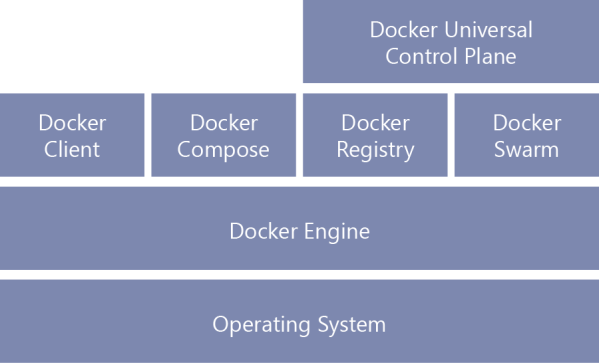 Docker Universal
Control Plane
Docker
Client
Docker
Compose
Docker
Registry
Docker
Swarm
Docker Engine
Operating System